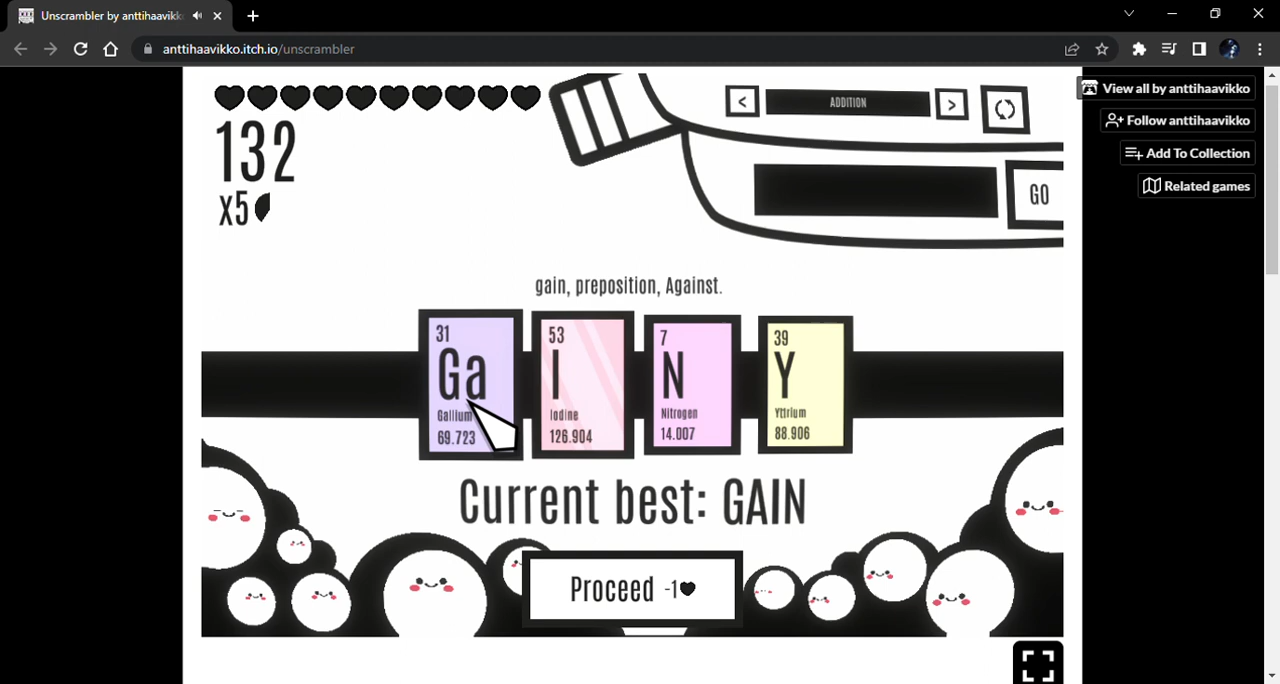 Unscrambler by anttihaavikk
anttihaavikko.itch.io/unscrambler
View all by anttihaavikko
Follow anttihaavikko
Add To Collection
Related games
132
x5
<
ADDITION
>
GO
gain, preposition, Against.
31
Ga
Gallium
69.723
53
I
Iodine
126.904
7
N
Nitrogen
14.007
39
Y
Yttrium
88.906
Current best: GAIN
Proceed -1